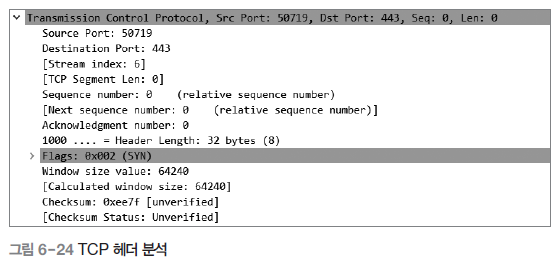 Transmission Control Protocol, Src Port: 50719, Dst Port: 443, Seq: 0, Len: 0
Source Port: 50719
Destination Port: 443
[Stream index: 6]
[TCP Segment Len: 0]
Sequence number: 0    (relative sequence number)
[Next sequence number: 0    (relative sequence number)]
Acknowledgment number: 0
1000 .... = Header Length: 32 bytes (8)
Flags: 0x002 (SYN)
Window size value: 64240
[Calculated window size: 64240]
Checksum: 0xee7f [unverified]
[Checksum Status: Unverified]
그림 6-24 TCP 헤더 분석